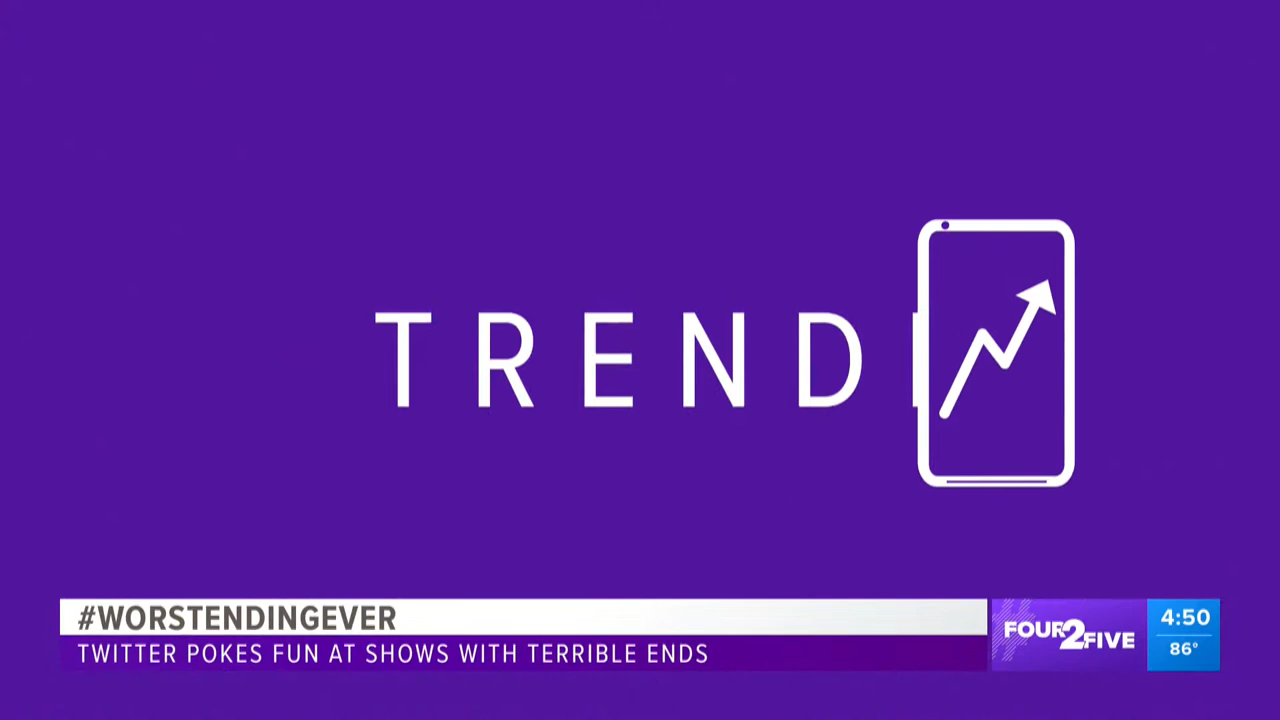 TREND
#WORSTENDINGEVER
TWITTER POKES FUN AT SHOWS WITH TERRIBLE ENDS
FOUR2FIVE
4:50
86°